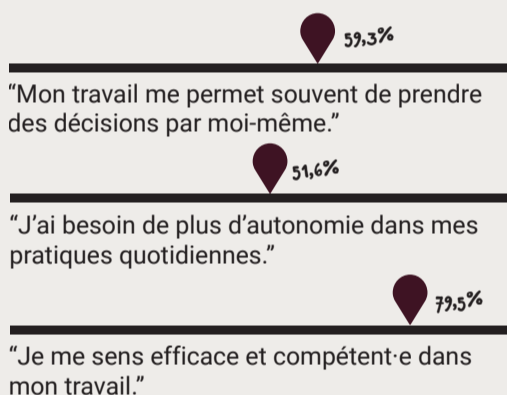 59,3%
“Mon travail me permet souvent de prendre
des décisions par moi-même.”
51,6%
“J’ai besoin de plus d’autonomie dans mes
pratiques quotidiennes.”
79,5%
“Je me sens efficace et compétent·e dans
mon travail.”